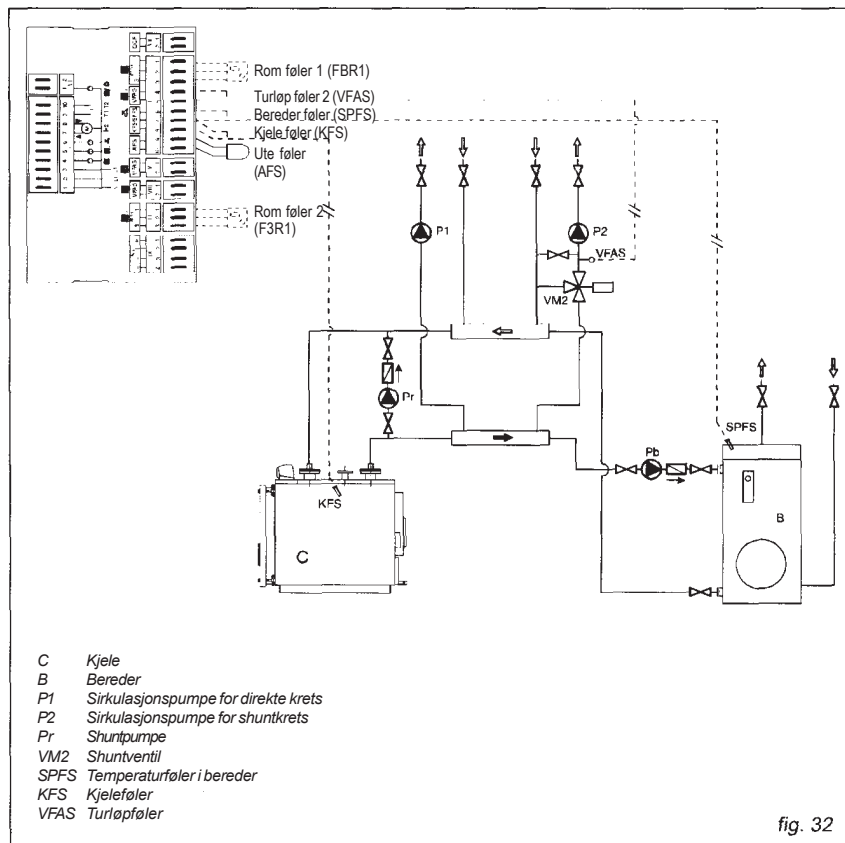 Rom føler 1 (FBR1)
Turløp føler 2 (VFAS)
Bereder føler (SPFS)
Kjele føler (KFS)
Ute føler
(AFS)
Rom føler 2
(F3R1)
P1
P2
VFAS
VM2
Pr
SPFS
Pb
KFS
B
C
C Kjele
B Bereder
P1 Sirkulasjonspumpe for direkte krets
P2 Sirkulasjonspumpe for shuntkrets
Pr Shuntpumpe
VM2 Shuntventil
SPFS Temperaturføler i bereder
KFS Kjeleføler
VFAS Turløpføler
fig. 32